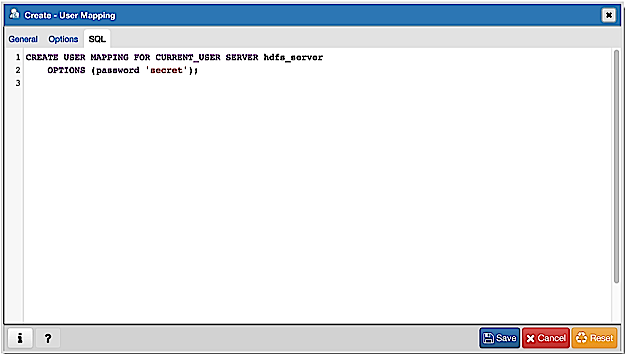 Create - User Mapping
General Options SQL
1 CREATE USER MAPPING FOR CURRENT_USER SERVER hdfs_server
2 OPTIONS (password 'secret');
3
i ? Save Cancel Reset